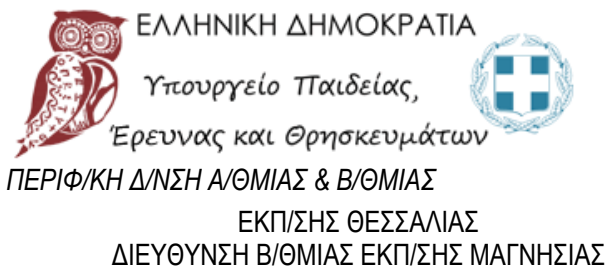 ΕΛΛΗΝΙΚΗ ΔΗΜΟΚΡΑΤΙΑ
Υπουργείο Παιδείας,
Έρευνας και Θρησκευμάτων
ΠΕΡΙΦ/ΚΗ Δ/ΝΣΗ Α/ΘΜΙΑΣ & Β/ΘΜΙΑΣ
ΕΚΠ/ΣΗΣ ΘΕΣΣΑΛΙΑΣ
ΔΙΕΥΘΥΝΣΗ Β/ΘΜΙΑΣ ΕΚΠ/ΣΗΣ ΜΑΓΝΗΣΙΑΣ